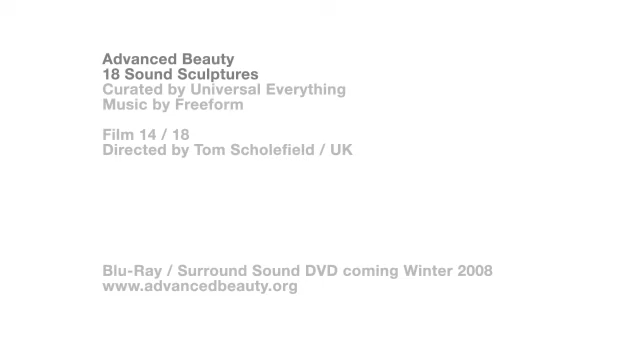 Advanced Beauty
18 Sound Sculptures
Curated by Universal Everything
Music by Freeform
Film 14 / 18
Directed by Tom Scholefield / UK
Blu-Ray / Surround Sound DVD coming Winter 2008
www.advancedbeauty.org